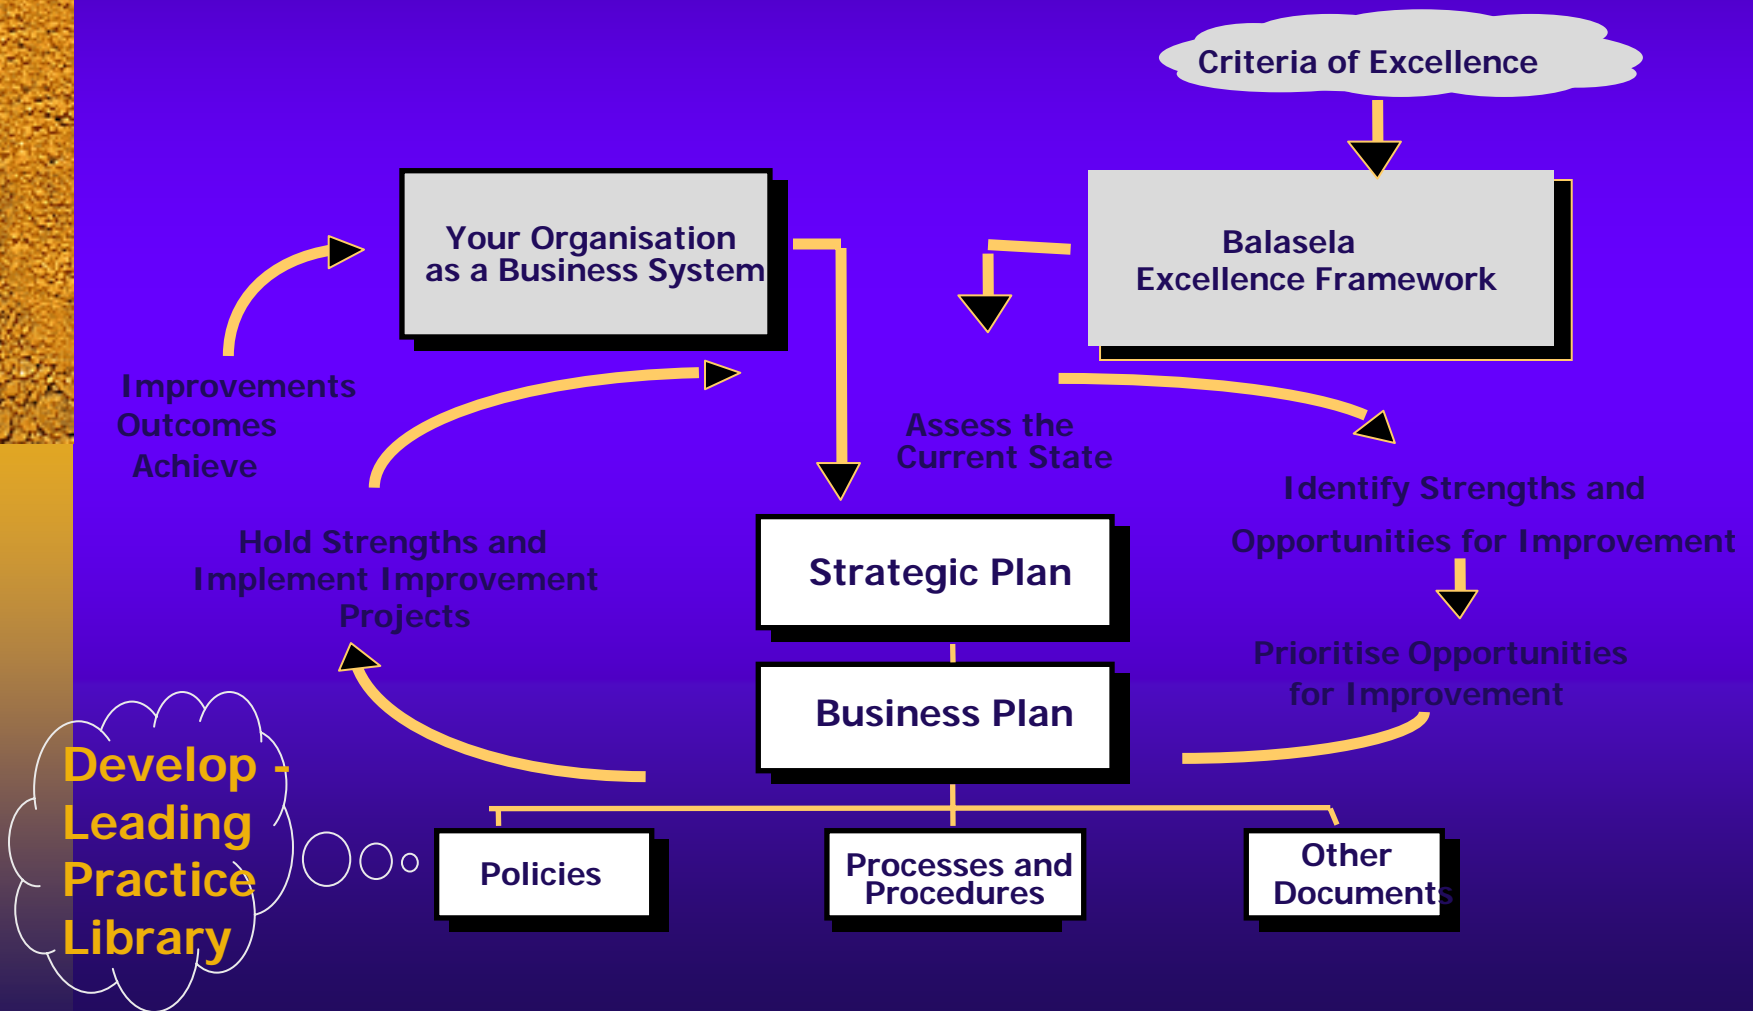 Criteria of Excellence
Your Organisation
as a Business System
Balasela
Excellence Framework
Improvements
Outcomes
Achieve
Assess the
Current State
Identify Strengths and
Opportunities for Improvement
Hold Strengths and
Implement Improvement
Projects
Strategic Plan
Prioritise Opportunities
for Improvement
Business Plan
Develop -
Leading
Practice
Library
Policies
Processes and
Procedures
Other
Documents